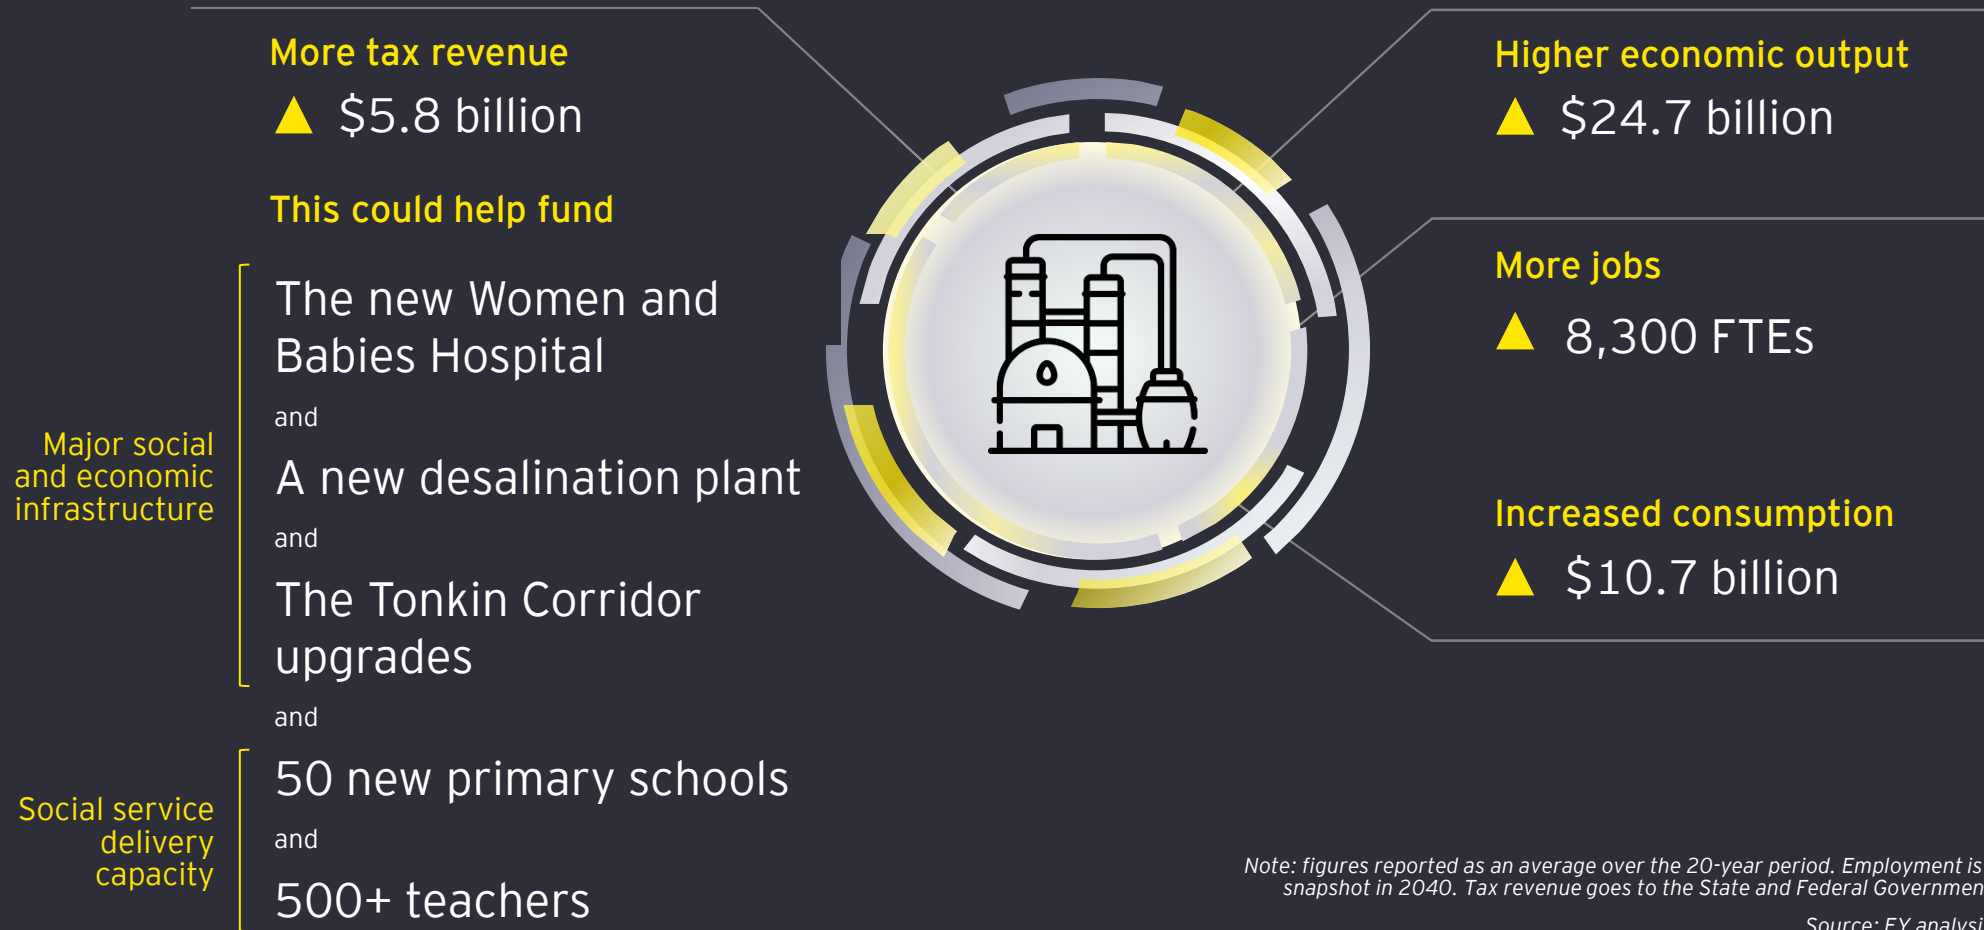 More tax revenue
$5.8 billion
This could help fund
Major social
and economic
infrastructure
The new Women and
Babies Hospital
and
A new desalination plant
and
The Tonkin Corridor
upgrades
and
Social service
delivery
capacity
50 new primary schools
and
500+ teachers
Higher economic output
$24.7 billion
More jobs
8,300 FTEs
Increased consumption
$10.7 billion
Note: figures reported as an average over the 20-year period. Employment is
snapshot in 2040. Tax revenue goes to the State and Federal Governmen
Source: EY analysi